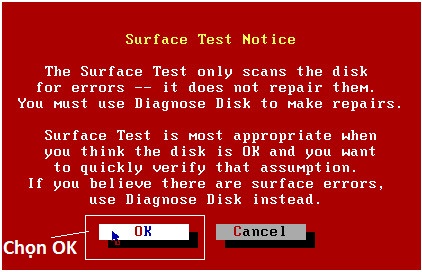 Surface Test Notice
The Surface Test only scans the disk
for errors -- it does not repair them.
You must use Diagnose Disk to make repairs.
Surface Test is most appropriate when
you think the disk is OK and you want
to quickly verify that assumption.
If you believe there are surface errors,
use Diagnose Disk instead.
OK
Cancel
Chọn OK